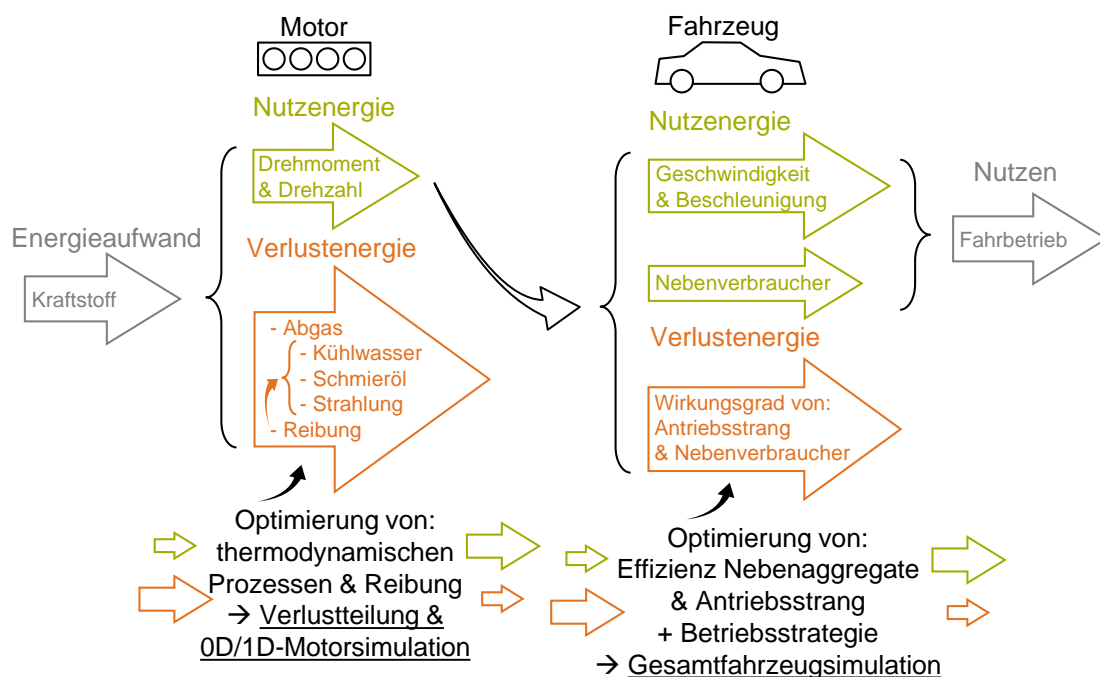 Motor
Fahrzeug
Nutzenergie
Drehmoment
& Drehzahl
Energieaufwand
Kraftstoff
Verlustenergie
- Abgas
- Kühlwasser
- Schmieröl
- Strahlung
- Reibung
Nutzenergie
Geschwindigkeit
& Beschleunigung
Nebenverbraucher
Nutzen
Fahrbetrieb
Verlustenergie
Wirkungsgrad von:
Antriebsstrang
& Nebenverbraucher
Optimierung von:
thermodynamischen
Prozessen & Reibung
→ Verlustteilung &
0D/1D-Motorsimulation
Optimierung von:
Effizienz Nebenaggregate
& Antriebsstrang
+ Betriebsstrategie
→ Gesamtfahrzeugsimulation